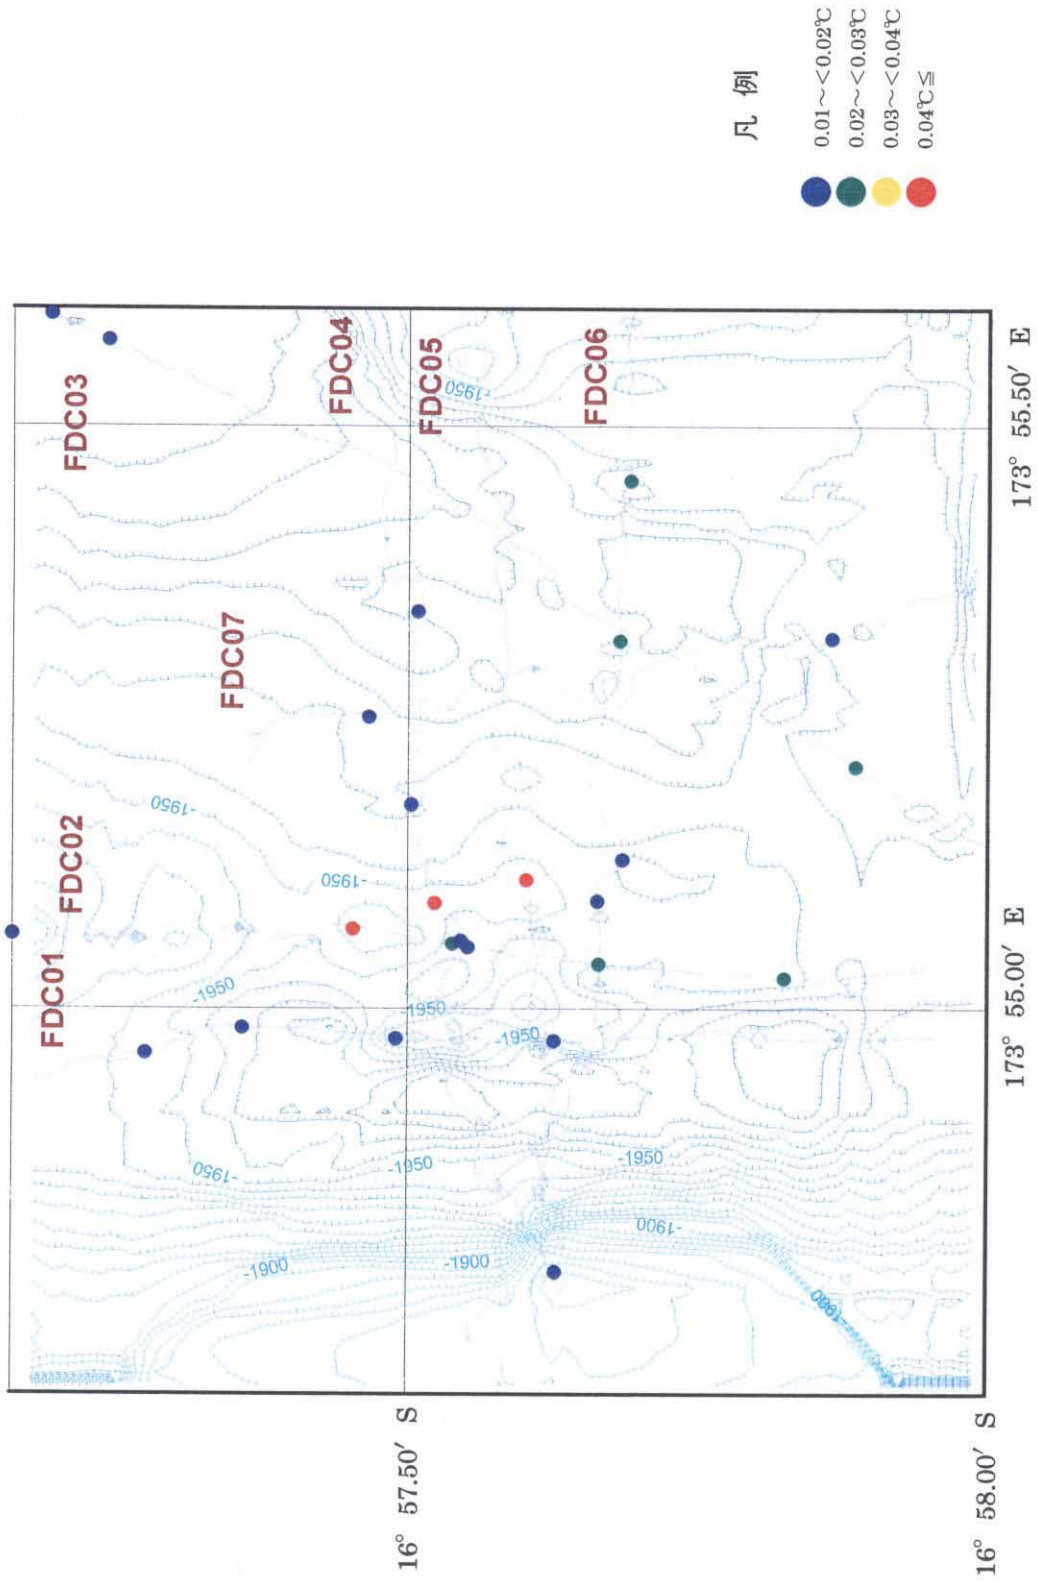 FDC01
FDC02
FDC03
-1950
-1950
-1950
FDC07
-1900
FDC04
-1950
16° 57.50′ S
-1950
-1950
FDC05
-1900
-1950
-1950
FDC06
-1950
-1900
凡 例
0.01～＜0.02℃
0.02～＜0.03℃
0.03～＜0.04℃
0.04℃≦
16° 58.00′ S
173° 55.00′ E
173° 55.50′ E